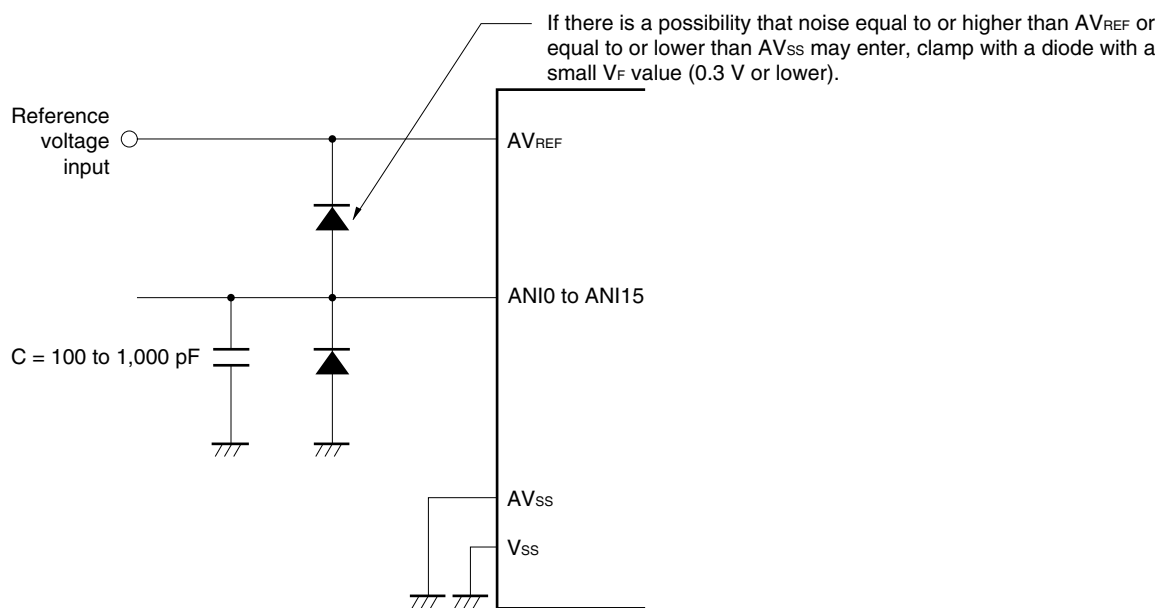 If there is a possibility that noise equal to or higher than AVREF or
equal to or lower than AVSS may enter, clamp with a diode with a
small VF value (0.3 V or lower).
Reference
voltage
input
AVREF
ANI0 to ANI15
C = 100 to 1,000 pF
AVSS
VSS